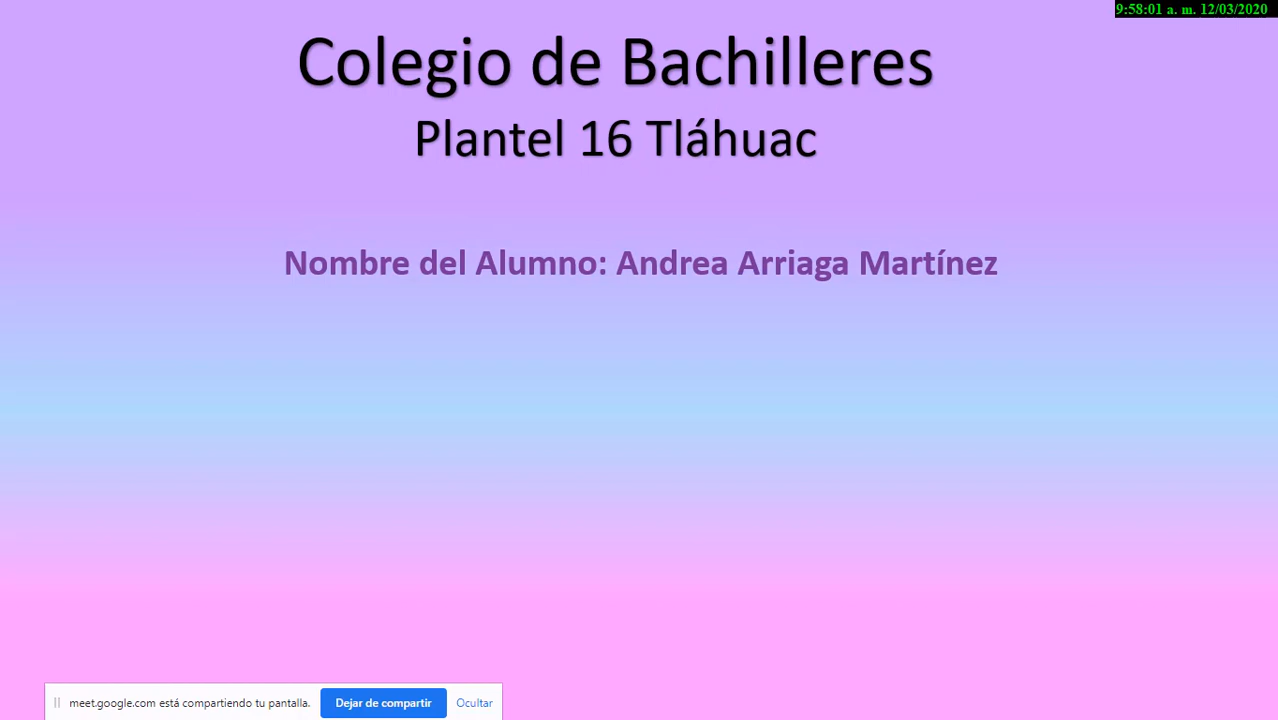 9:58:01 a. m. 12/03/2020
Colegio de Bachilleres
Plantel 16 Tláhuac
Nombre del Alumno: Andrea Arriaga Martínez
meet.google.com está compartiendo tu pantalla. Dejar de compartir Ocultar